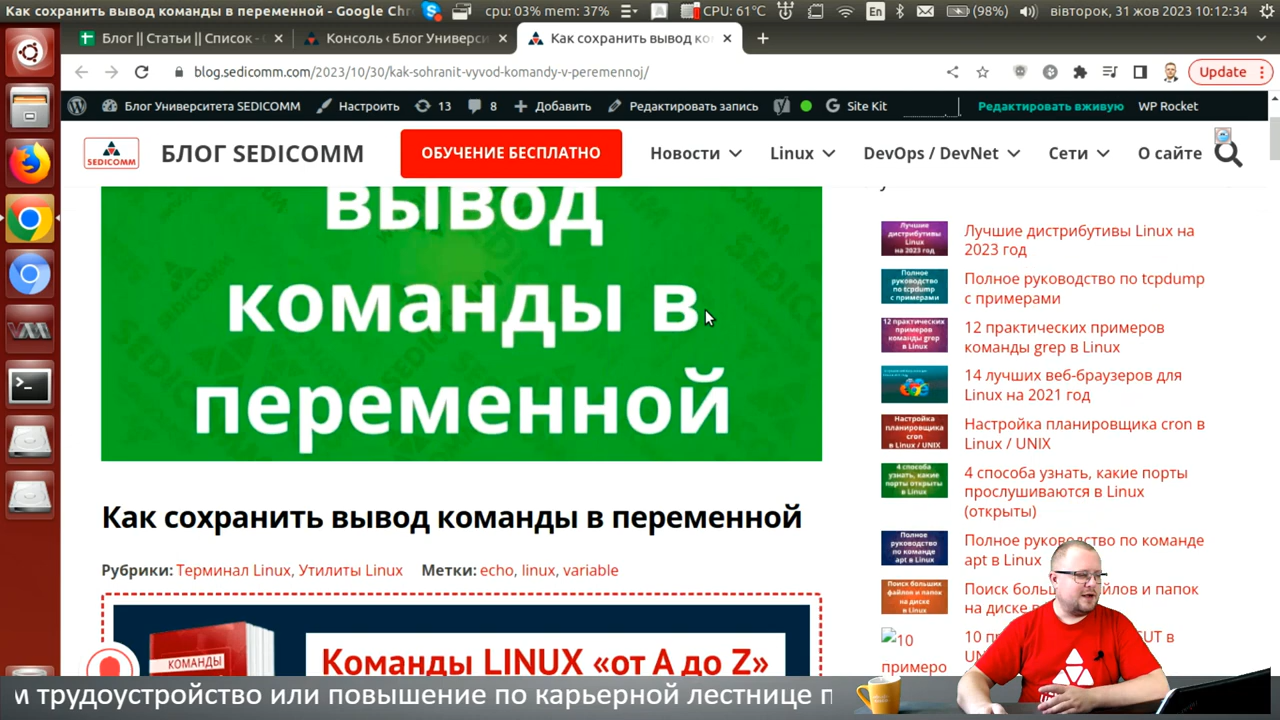 Как сохранить вывод команды в переменной - Google Chr
cpu: 03% mem: 37%
CPU: 61°C
En
(98%)
вівторок, 31 жов 2023 10:12:34
Блог || Статьи || Список - G
Консоль ‹ Блог Универси
Как сохранить вывод ко
blog.sedicomm.com/2023/10/30/kak-sohranit-vyvod-komandy-v-peremennoj/
Update
Блог Университета SEDICOMM
Настроить
13
8
Добавить
Редактировать запись
Site Kit
Редактировать вживую
WP Rocket
SEDICOMM
БЛОГ SEDICOMM
ОБУЧЕНИЕ БЕСПЛАТНО
Новости
Linux
DevOps / DevNet
Сети
О сайте
вывод
команды в
переменной
Как сохранить вывод команды в переменной
Рубрики: Терминал Linux, Утилиты Linux Метки: echo, linux, variable
КОМАНДЫ
Команды LINUX «от A до Z»
Лучшие
дистрибутивы
Linux
на 2023 год
Лучшие дистрибутивы Linux на
2023 год
Полное
руководство
по tcpdump
с примерами
Полное руководство по tcpdump
с примерами
12 практических
примеров
команды grep
в Linux
12 практических примеров
команды grep в Linux
14 лучших веб-браузеров для
Linux на 2021 год
Настройка
планировщика
cron
в Linux / UNIX
Настройка планировщика cron в
Linux / UNIX
4 способа
узнать, какие
порты
открыты
в Linux
4 способа узнать, какие порты
прослушиваются в Linux
(открыты)
Полное
руководство
по команде
apt
в Linux
Полное руководство по команде
apt в Linux
Поиск больших
файлов и папок
на диске
в Linux
Поиск боль йлов и папок
на диске
10
примеро
10 п UT в
м трудоустройство или повышение по карьерной лестнице п